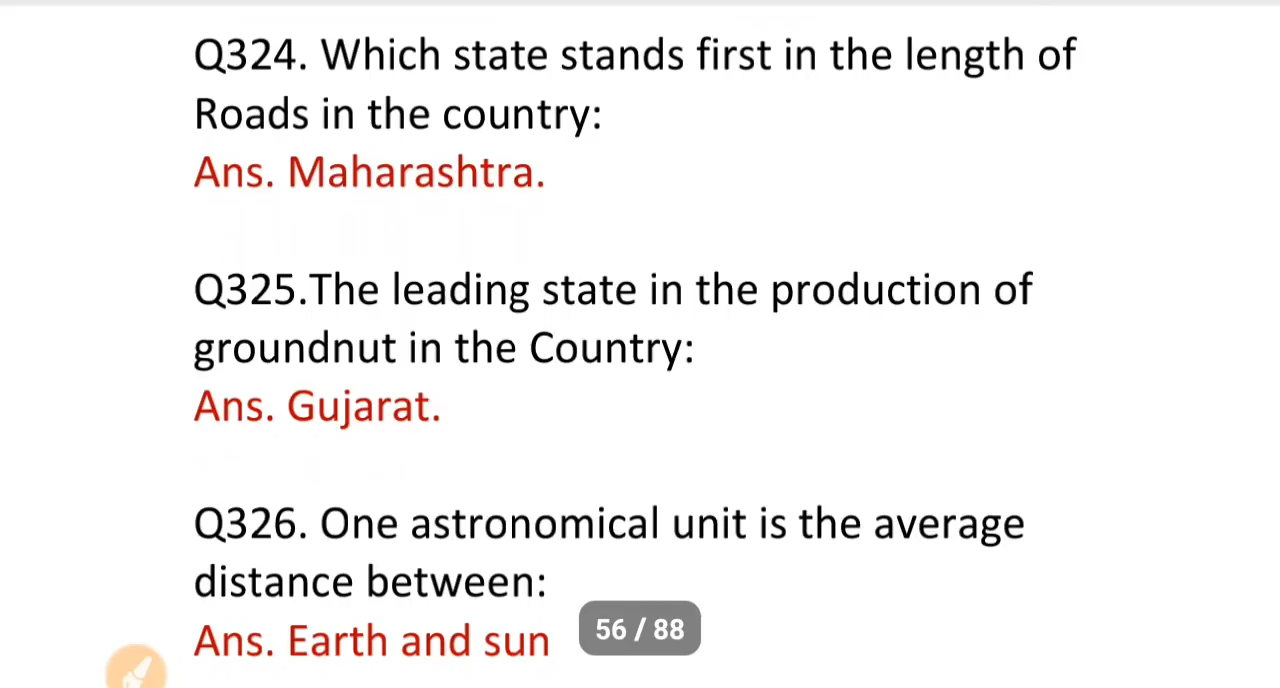 Q324. Which state stands first in the length of
Roads in the country:
Ans. Maharashtra.
Q325.The leading state in the production of
groundnut in the Country:
Ans. Gujarat.
Q326. One astronomical unit is the average
distance between:
Ans. Earth and sun
56 / 88